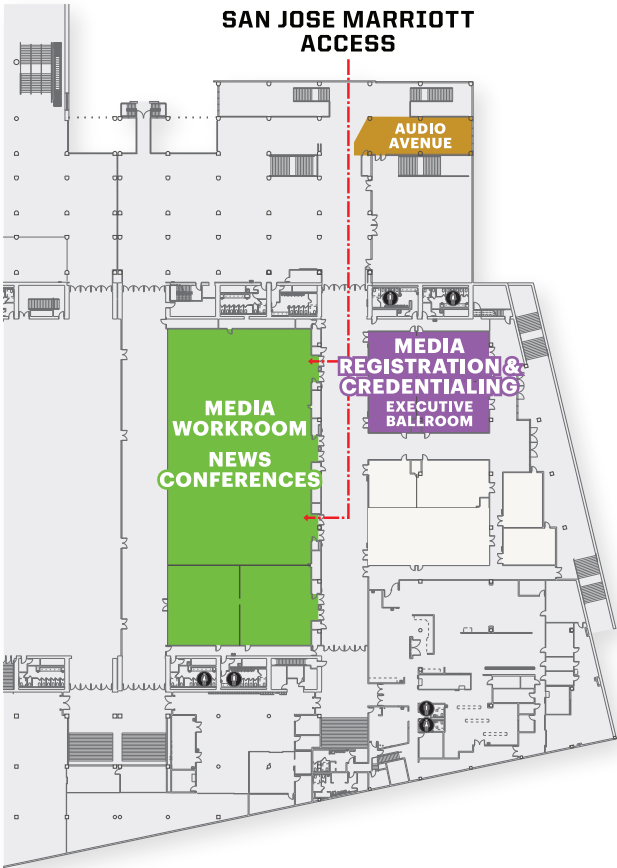 SAN JOSE MARRIOTT
ACCESS
AUDIO
AVENUE
MEDIA
REGISTRATION &
CREDENTIALING
EXECUTIVE
BALLROOM
MEDIA
WORKROOM
NEWS
CONFERENCES